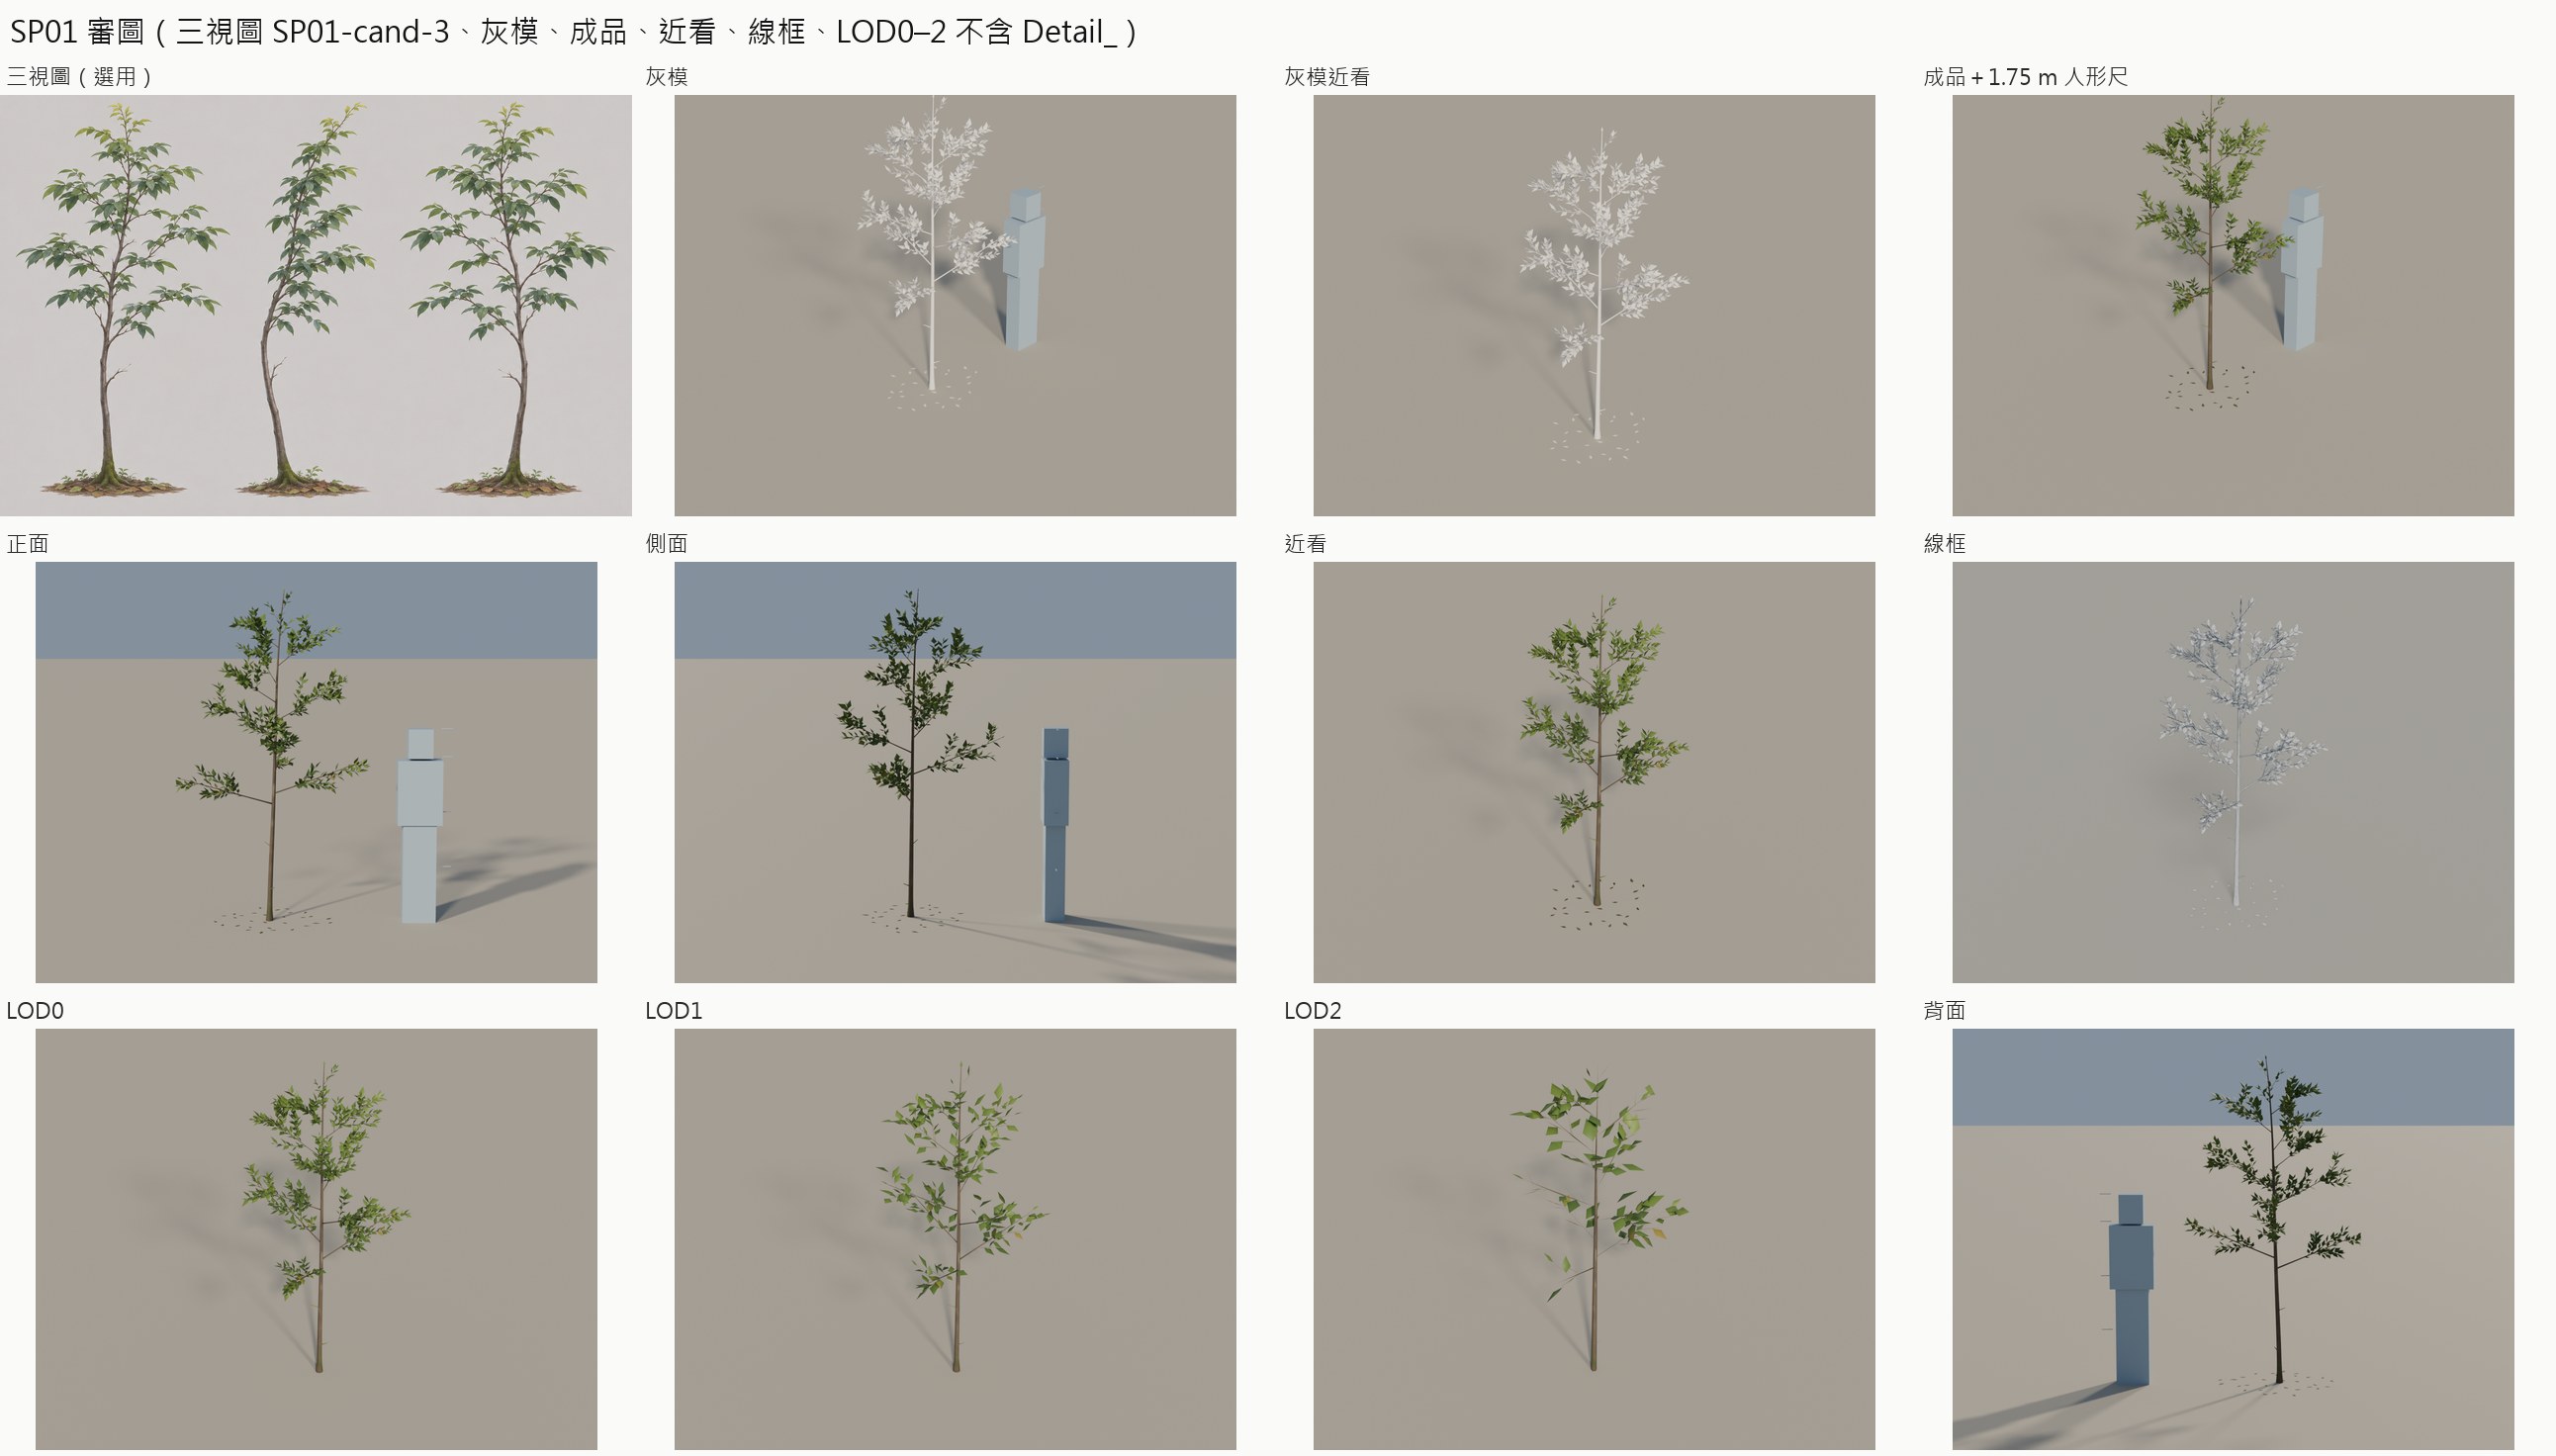 SP01 審圖（三視圖 SP01-cand-3、灰模、成品、近看、線框、LOD0–2 不含 Detail_）
三視圖（選用）
灰模
灰模近看
成品 + 1.75 m 人形尺
正面
側面
近看
線框
LOD0
LOD1
LOD2
背面